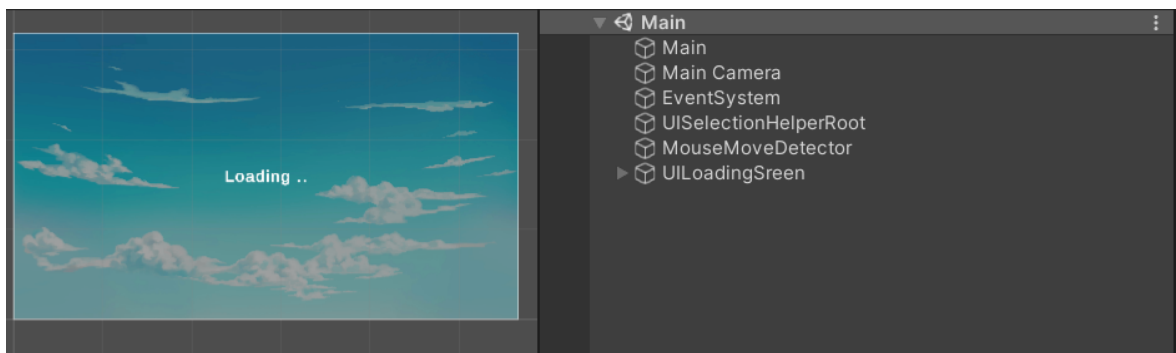 Loading ..
Main
Main
Main Camera
EventSystem
UISelectionHelperRoot
MouseMoveDetector
UILoadingSreen